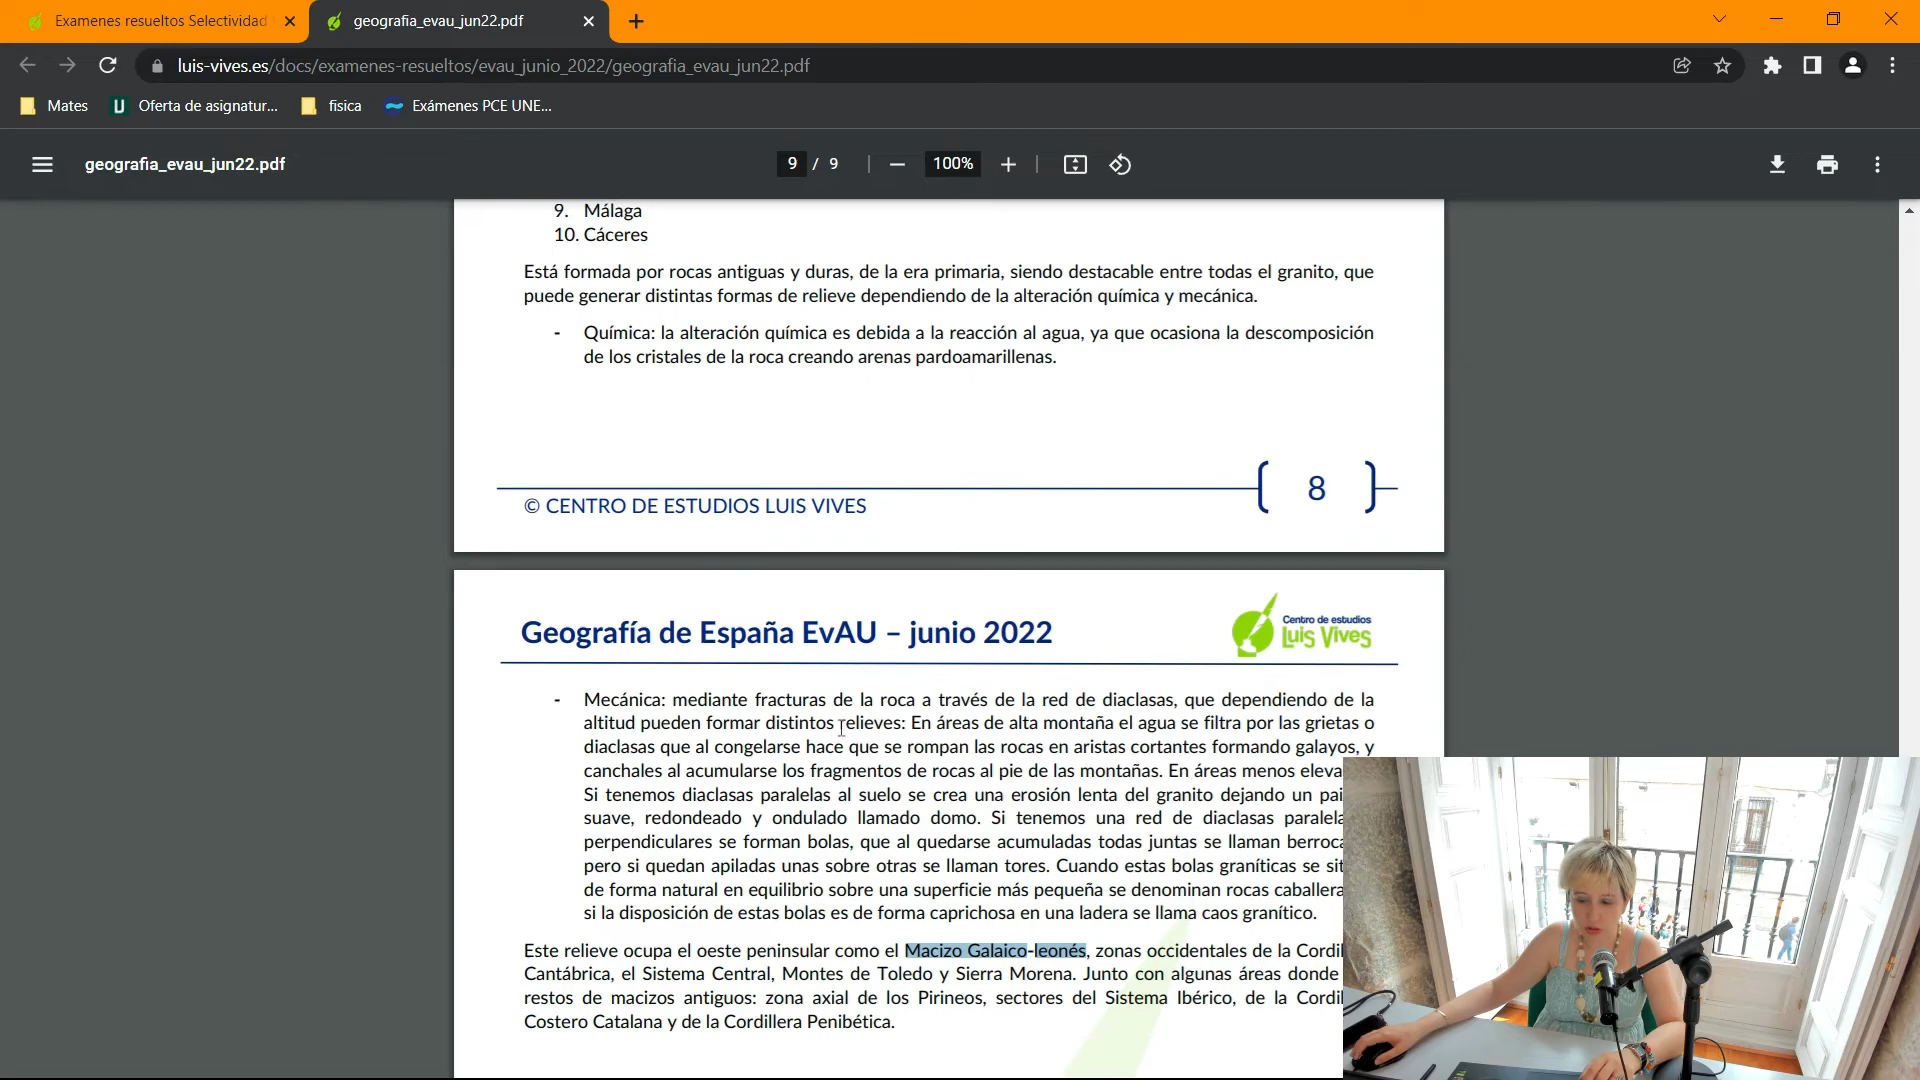 Examenes resueltos Selectividad
geografia_evau_jun22.pdf
luis-vives.es/docs/examenes-resueltos/evau_junio_2022/geografia_evau_jun22.pdf
Mates
U
Oferta de asignatur...
fisica
Exámenes PCE UNE...
geografia_evau_jun22.pdf
9 / 9
100%
9. Málaga
10. Cáceres
Está formada por rocas antiguas y duras, de la era primaria, siendo destacable entre todas el granito, que
puede generar distintas formas de relieve dependiendo de la alteración química y mecánica.
- Química: la alteración química es debida a la reacción al agua, ya que ocasiona la descomposición
de los cristales de la roca creando arenas pardoamarillenas.
8
© CENTRO DE ESTUDIOS LUIS VIVES
Geografía de España EvAU – junio 2022
Centro de estudios
Luis Vives
- Mecánica: mediante fracturas de la roca a través de la red de diaclasas, que dependiendo de la
altitud pueden formar distintos relieves: En áreas de alta montaña el agua se filtra por las grietas o
diaclasas que al congelarse hace que se rompan las rocas en aristas cortantes formando galayos, y
canchales al acumularse los fragmentos de rocas al pie de las montañas. En áreas menos eleva
Si tenemos diaclasas paralelas al suelo se crea una erosión lenta del granito dejando un pai
suave, redondeado y ondulado llamado domo. Si tenemos una red de diaclasas paralela
perpendiculares se forman bolas, que al quedarse acumuladas todas juntas se llaman berroca
pero si quedan apiladas unas sobre otras se llaman tores. Cuando estas bolas graníticas se sit
de forma natural en equilibrio sobre una superficie más pequeña se denominan rocas caballera
si la disposición de estas bolas es de forma caprichosa en una ladera se llama caos granítico.
Este relieve ocupa el oeste peninsular como el Macizo Galaico-leonés, zonas occidentales de la Cordil
Cantábrica, el Sistema Central, Montes de Toledo y Sierra Morena. Junto con algunas áreas donde
restos de macizos antiguos: zona axial de los Pirineos, sectores del Sistema Ibérico, de la Cordil
Costero Catalana y de la Cordillera Penibética.